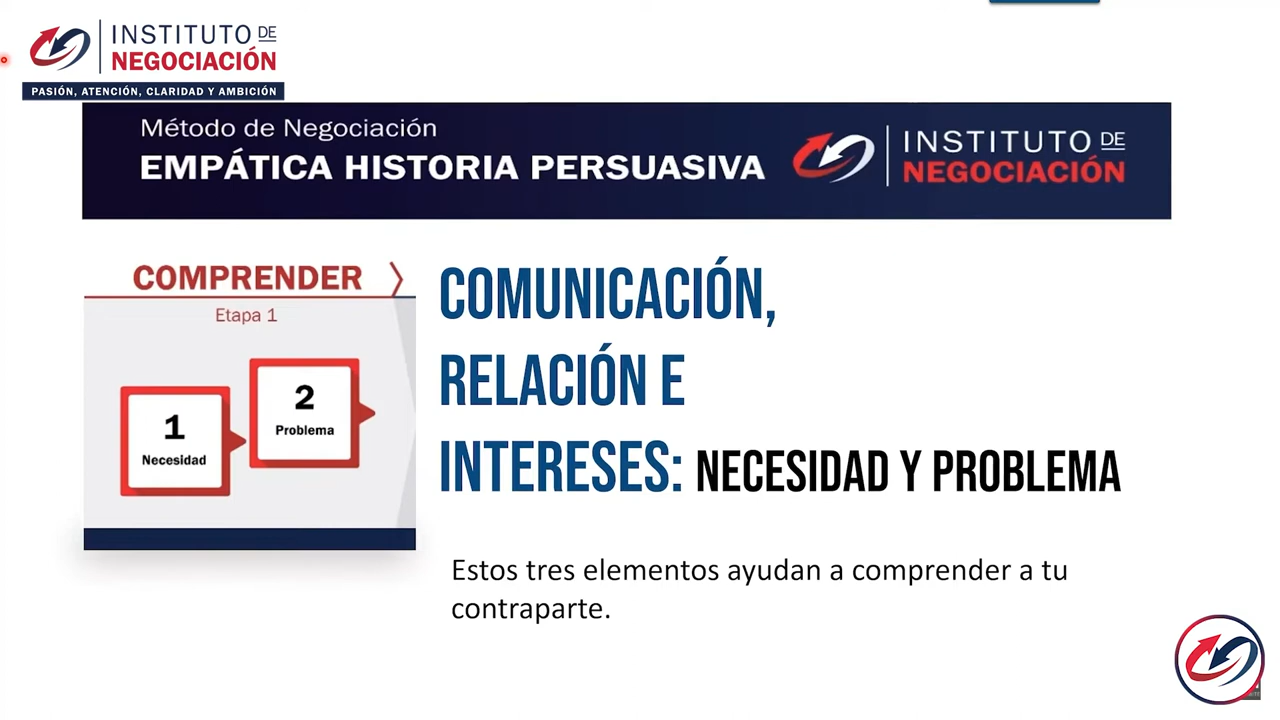 INSTITUTO DE
NEGOCIACIÓN
PASIÓN, ATENCIÓN, CLARIDAD Y AMBICIÓN
Método de Negociación
EMPÁTICA HISTORIA PERSUASIVA
INSTITUTO DE
NEGOCIACIÓN
COMPRENDER
Etapa 1
1
Necesidad
2
Problema
COMUNICACIÓN,
RELACIÓN E
INTERESES: NECESIDAD Y PROBLEMA
Estos tres elementos ayudan a comprender a tu
contraparte.